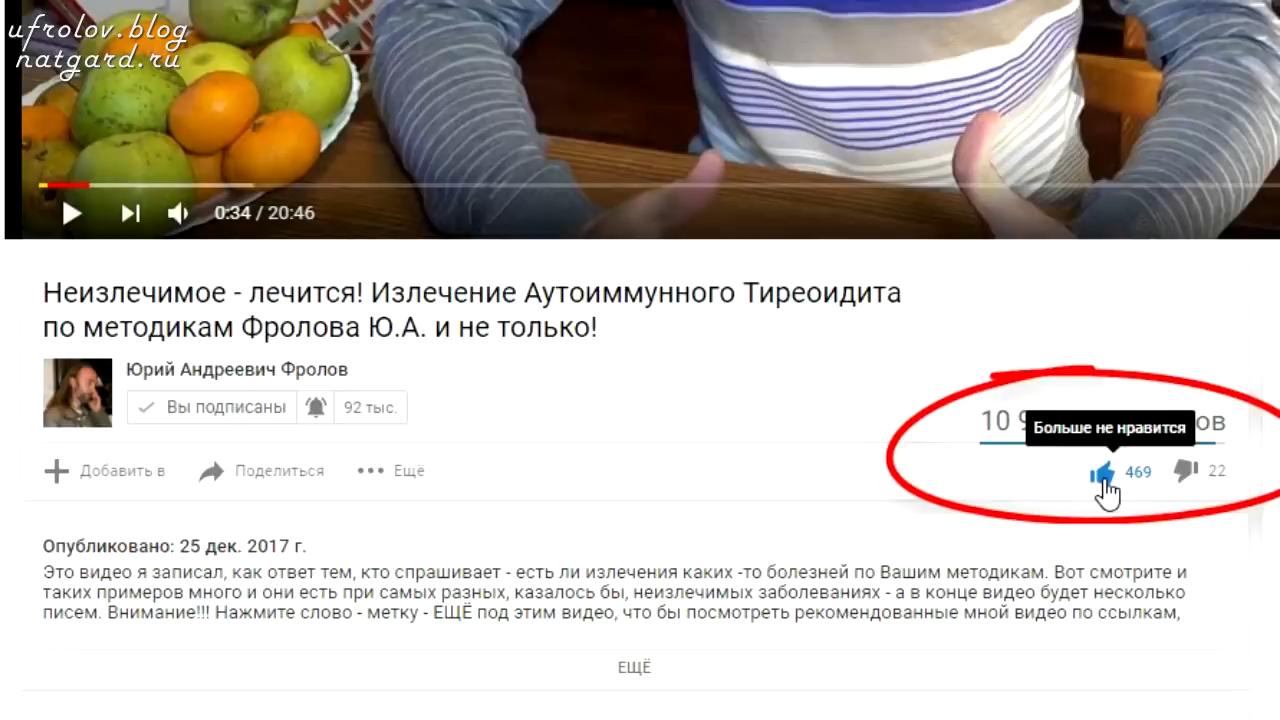 ufrolov.blog
natgard.ru
0:34 / 20:46
Неизлечимое - лечится! Излечение Аутоиммунного Тиреоидита
по методикам Фролова Ю.А. и не только!
Юрий Андреевич Фролов
Вы подписаны 92 тыс.
10 9 ов
Больше не нравится
Добавить в Поделиться Ещё 469 22
Опубликовано: 25 дек. 2017 г.
Это видео я записал, как ответ тем, кто спрашивает - есть ли излечения каких -то болезней по Вашим методикам. Вот смотрите и
таких примеров много и они есть при самых разных, казалось бы, неизлечимых заболеваниях - а в конце видео будет несколько
писем. Внимание!!! Нажмите слово - метку - ЕЩЁ под этим видео, что бы посмотреть рекомендованные мной видео по ссылкам,
ЕЩЁ